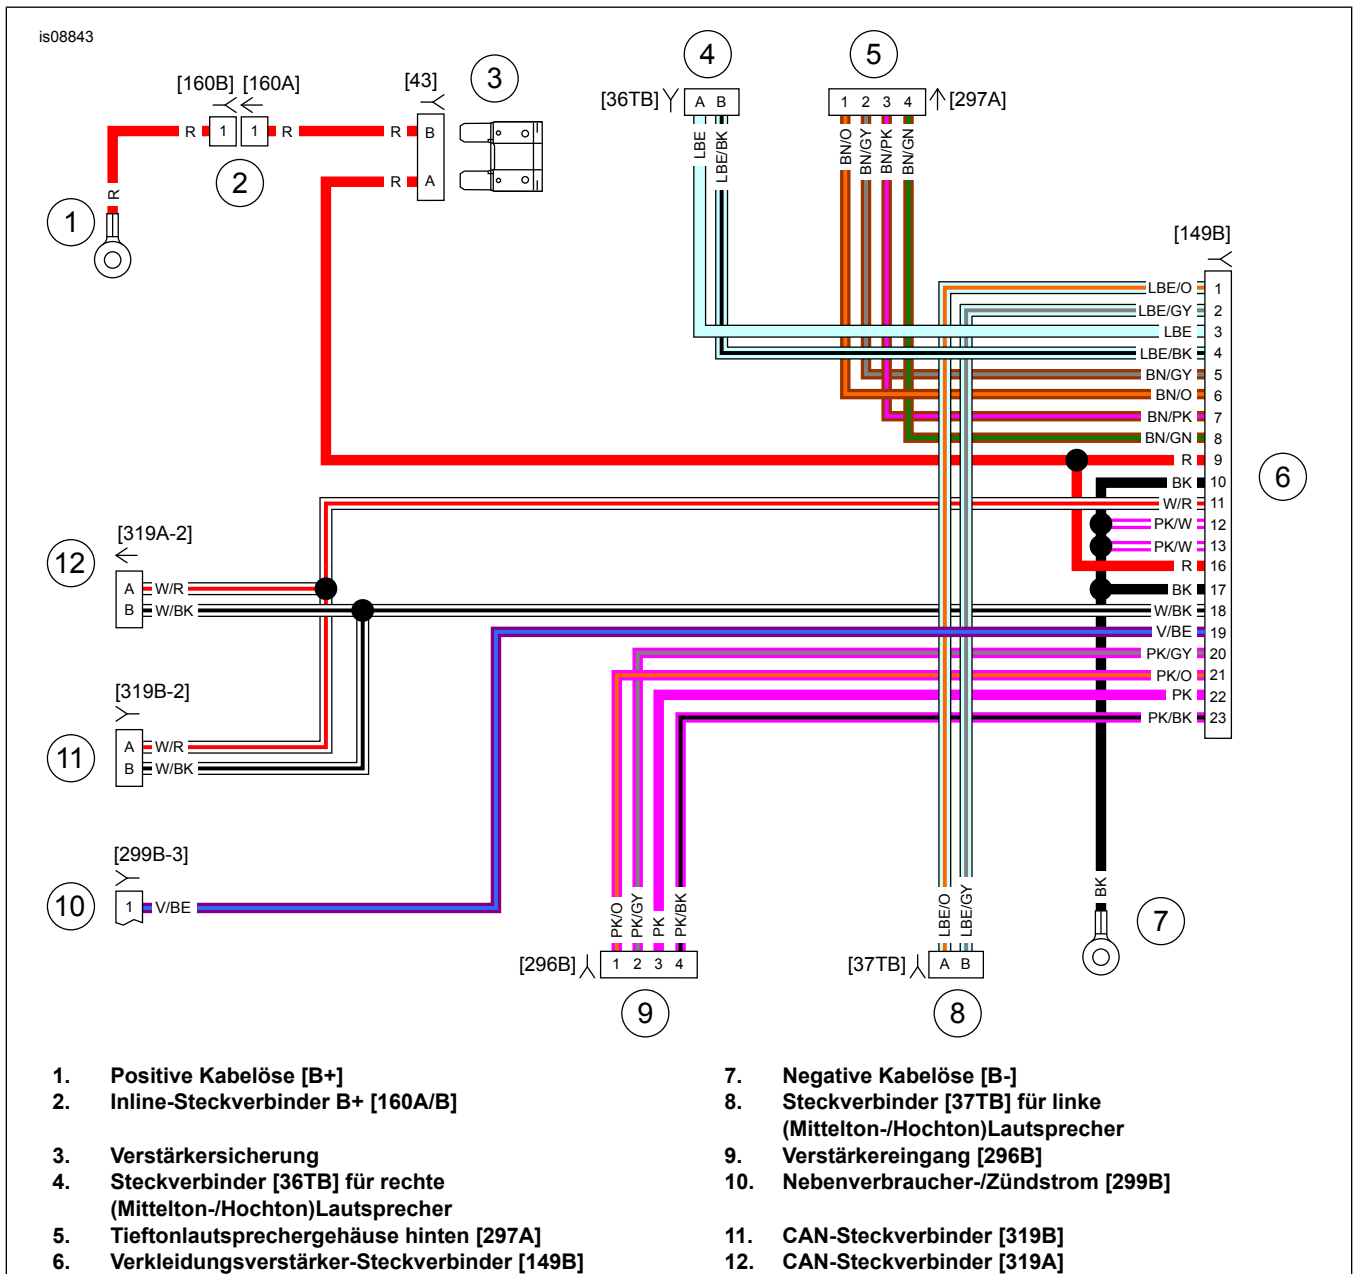 is08843
[160B] [160A]
[43]
3
4
5
[36TB] A B
1 2 3 4 [297A]
R 1 1 R R B
R A
2
1
R
LBE LBE/BK
BN/O BN/GY BN/PK BN/GN
[149B]
LBE/O 1
LBE/GY 2
LBE 3
LBE/BK 4
BN/GY 5
BN/O 6
BN/PK 7
BN/GN 8
R 9
BK 10
W/R 11
PK/W 12
PK/W 13
R 16
BK 17
W/BK 18
V/BE 19
PK/GY 20
PK/O 21
PK 22
PK/BK 23
6
[319A-2]
12
A W/R
B W/BK
[319B-2]
11
A W/R
B W/BK
[299B-3]
10
1 V/BE
PK/O PK/GY PK PK/BK
LBE/O LBE/GY
BK
7
[296B] 1 2 3 4
[37TB] A B
9
8
1. Positive Kabelöse [B+]
2. Inline-Steckverbinder B+ [160A/B]
3. Verstärkersicherung
4. Steckverbinder [36TB] für rechte
(Mittelton-/Hochton)Lautsprecher
5. Tieftonlautsprechergehäuse hinten [297A]
6. Verkleidungsverstärker-Steckverbinder [149B]
7. Negative Kabelöse [B-]
8. Steckverbinder [37TB] für linke
(Mittelton-/Hochton)Lautsprecher
9. Verstärkereingang [296B]
10. Nebenverbraucher-/Zündstrom [299B]
11. CAN-Steckverbinder [319B]
12. CAN-Steckverbinder [319A]